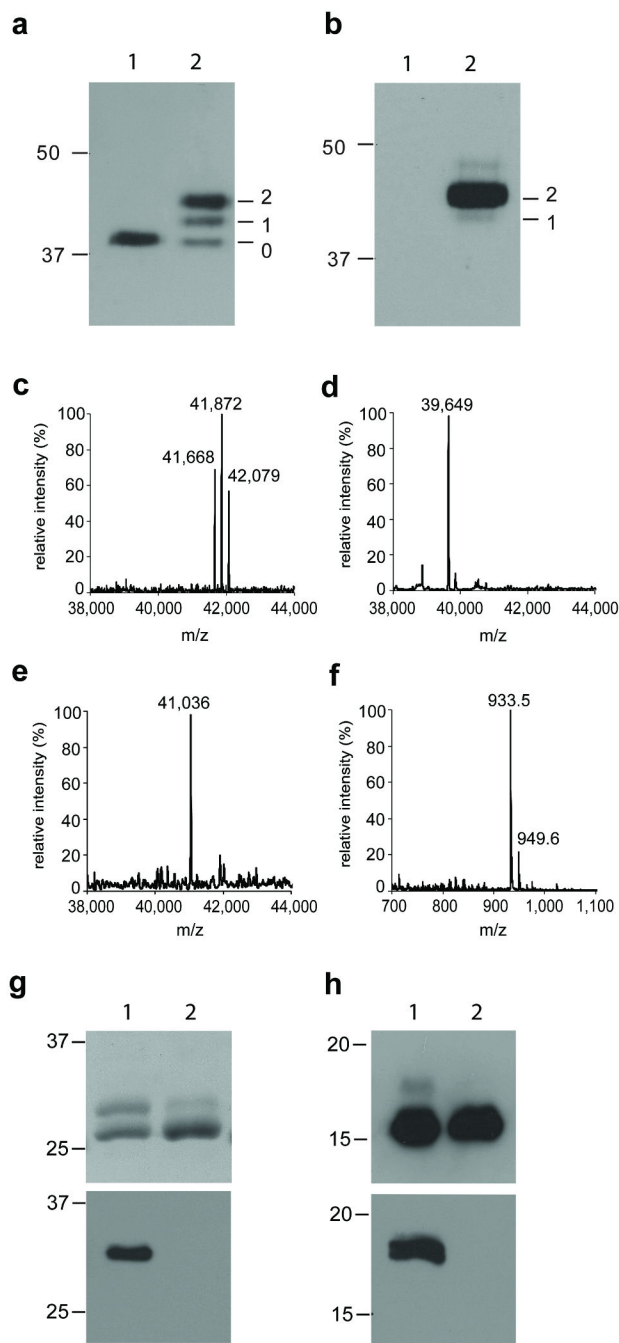 a
b
1 2
1 2
50
50
2
1
0
2
1
37
37
c
d
41,872
41,668
42,079
39,649
relative intensity (%)
100
80
60
40
20
0
38,000 40,000 42,000 44,000
m/z
relative intensity (%)
100
80
60
40
20
0
38,000 40,000 42,000 44,000
m/z
e
f
41,036
933.5
949.6
relative intensity (%)
100
80
60
40
20
0
38,000 40,000 42,000 44,000
m/z
relative intensity (%)
100
80
60
40
20
0
700 800 900 1,000 1,100
m/z
g
h
1 2
1 2
37
25
20
15
37
25
20
15